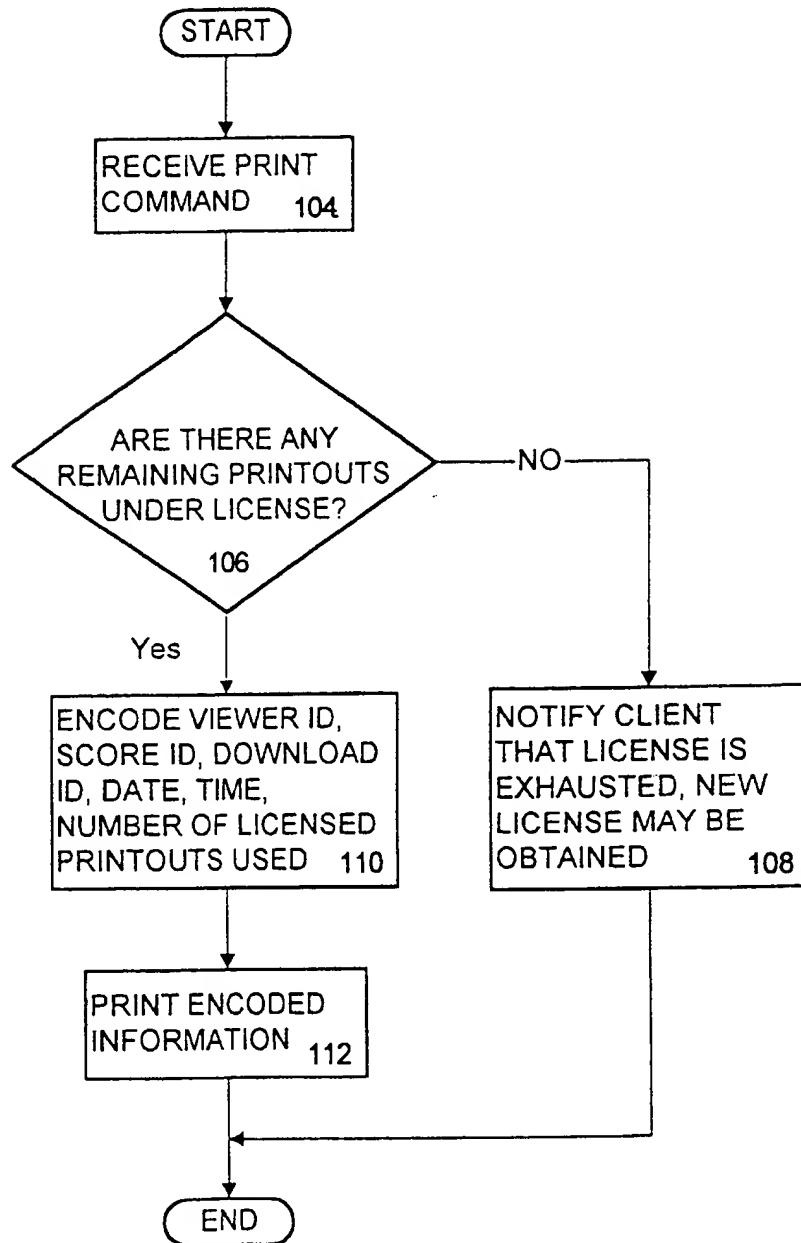 START
RECEIVE PRINT
COMMAND 104
ARE THERE ANY
REMAINING PRINTOUTS
UNDER LICENSE?
106
NO
Yes
ENCODE VIEWER ID,
SCORE ID, DOWNLOAD
ID, DATE, TIME,
NUMBER OF LICENSED
PRINTOUTS USED 110
NOTIFY CLIENT
THAT LICENSE IS
EXHAUSTED, NEW
LICENSE MAY BE
OBTAINED 108
PRINT ENCODED
INFORMATION 112
END